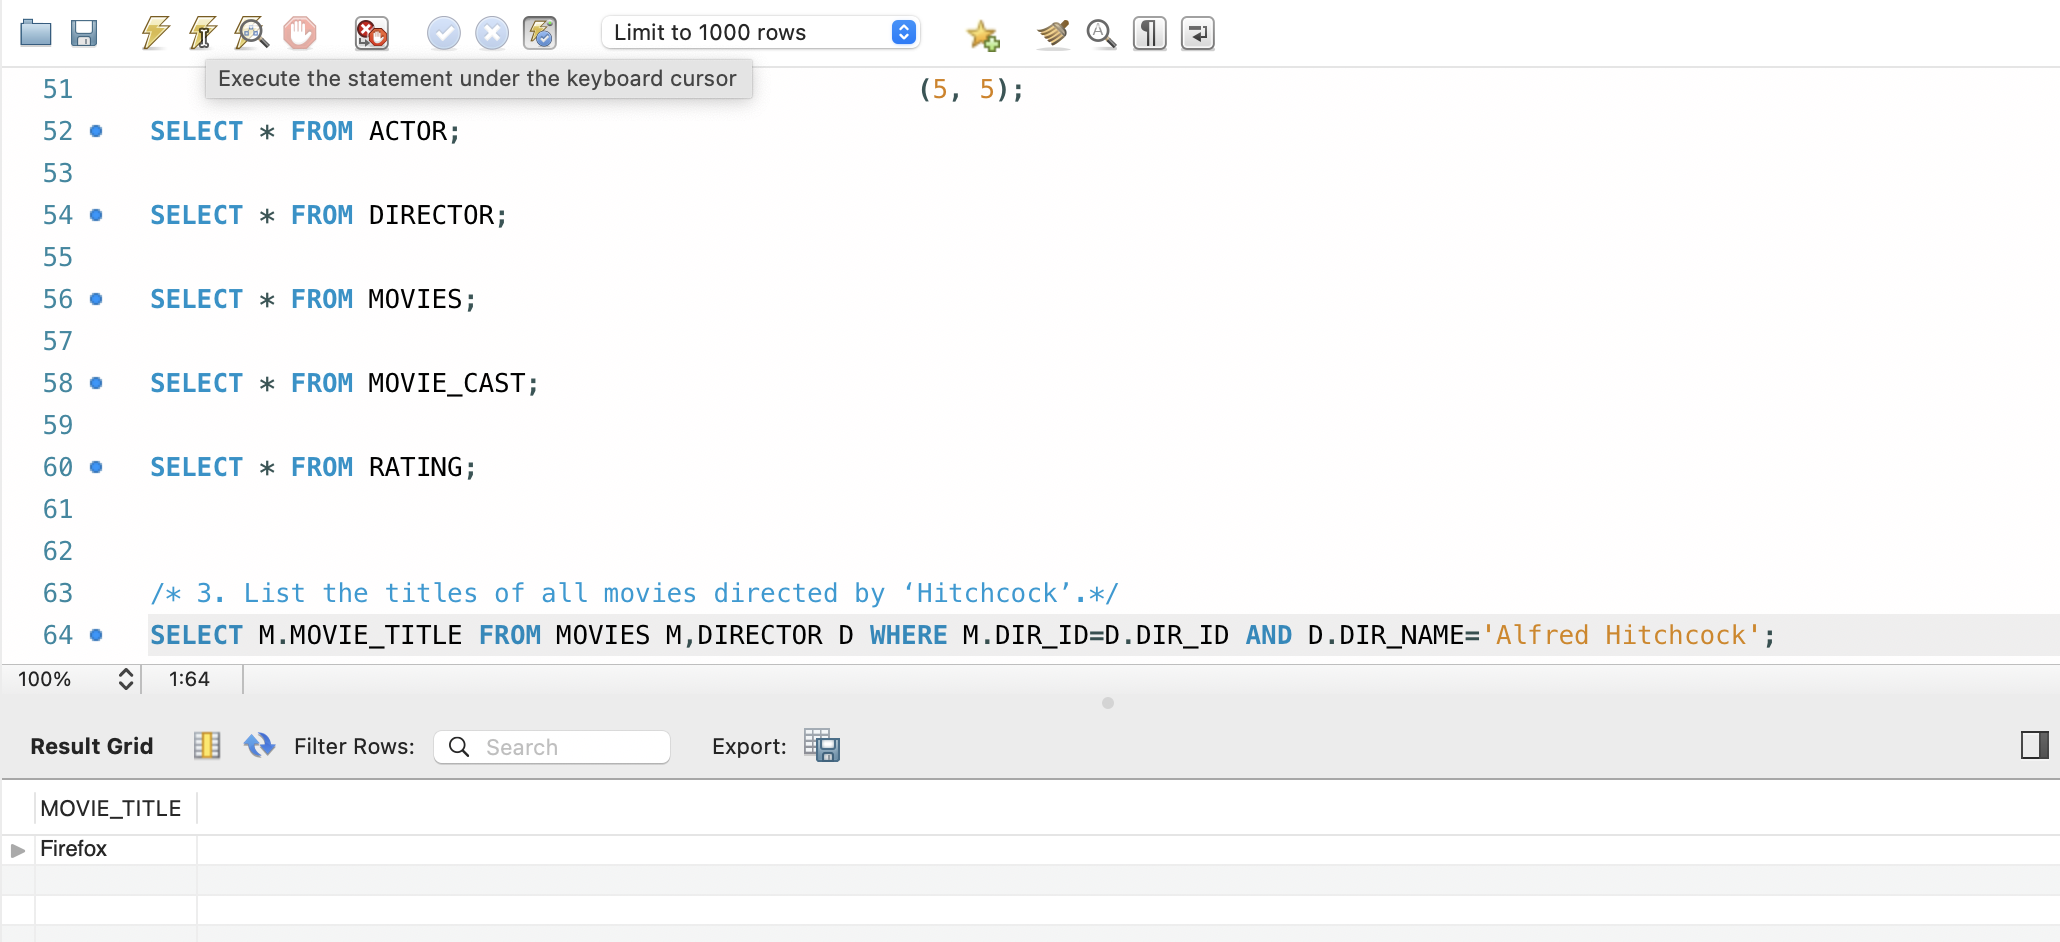 Limit to 1000 rows
Execute the statement under the keyboard cursor
51 (5, 5);
52 SELECT * FROM ACTOR;
53
54 SELECT * FROM DIRECTOR;
55
56 SELECT * FROM MOVIES;
57
58 SELECT * FROM MOVIE_CAST;
59
60 SELECT * FROM RATING;
61
62
63 /* 3. List the titles of all movies directed by ‘Hitchcock’.*/
64 SELECT M.MOVIE_TITLE FROM MOVIES M,DIRECTOR D WHERE M.DIR_ID=D.DIR_ID AND D.DIR_NAME='Alfred Hitchcock';
100% 1:64
Result Grid Filter Rows: Search Export:
MOVIE_TITLE
Firefox